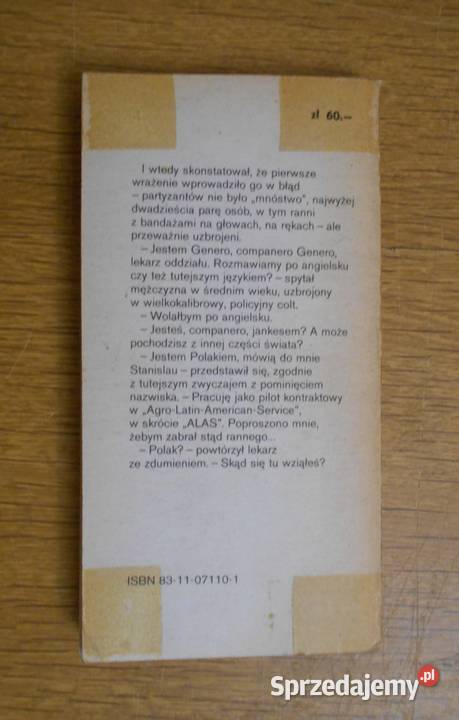 zł 60.—
I wtedy skonstatował, że pierwsze
wrażenie wprowadziło go w błąd
– partyzantów nie było „mnóstwo", najwyżej
dwadzieścia parę osób, w tym ranni
z bandażami na głowach, na rękach – ale
przeważnie uzbrojeni.
– Jestem Genero, companero Genero,
lekarz oddziału. Rozmawiamy po angielsku
czy też tutejszym językiem? – spytał
mężczyzna w średnim wieku, uzbrojony
w wielkokalibrowy, policyjny colt.
– Wolałbym po angielsku.
– Jesteś, companero, jankesem? A może
pochodzisz z innej części świata?
– Jestem Polakiem, mówią do mnie
Stanislau – przedstawił się, zgodnie
z tutejszym zwyczajem z pominięciem
nazwiska. – Pracuję jako pilot kontraktowy
w „Agro-Latin-American-Service",
w skrócie „ALAS". Poproszono mnie,
żebym zabrał stąd rannego...
– Polak? – powtórzył lekarz
ze zdumieniem. – Skąd się tu wziąłeś?
ISBN 83-11-07110-1
Sprzedajemy.pl